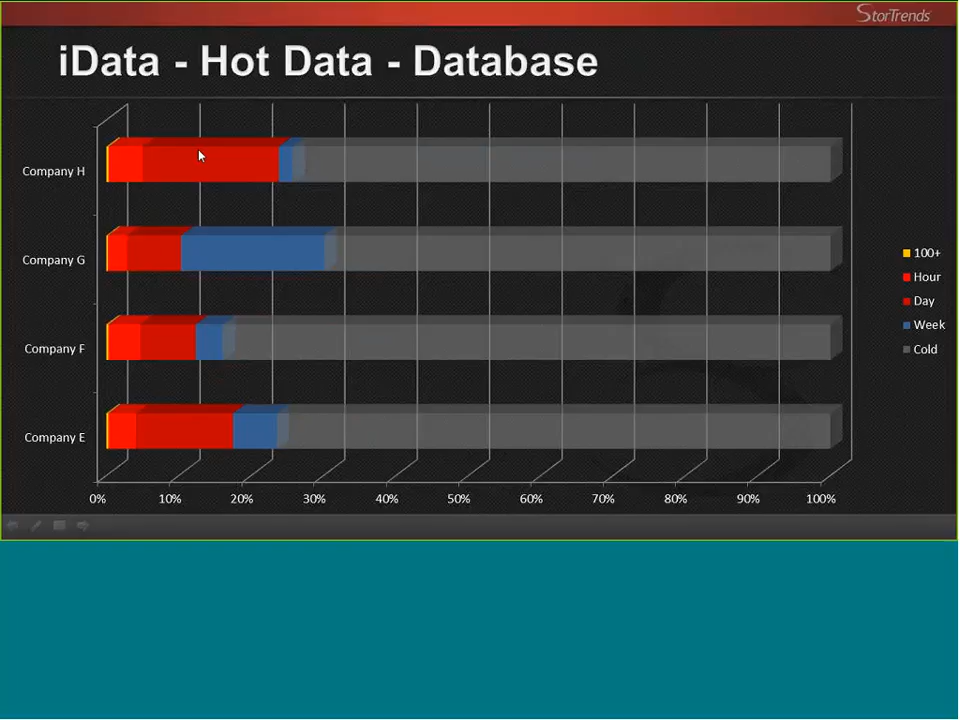 StorTrends
iData - Hot Data - Database
Company H
Company G
Company F
Company E
100+
Hour
Day
Week
Cold
0% 10% 20% 30% 40% 50% 60% 70% 80% 90% 100%